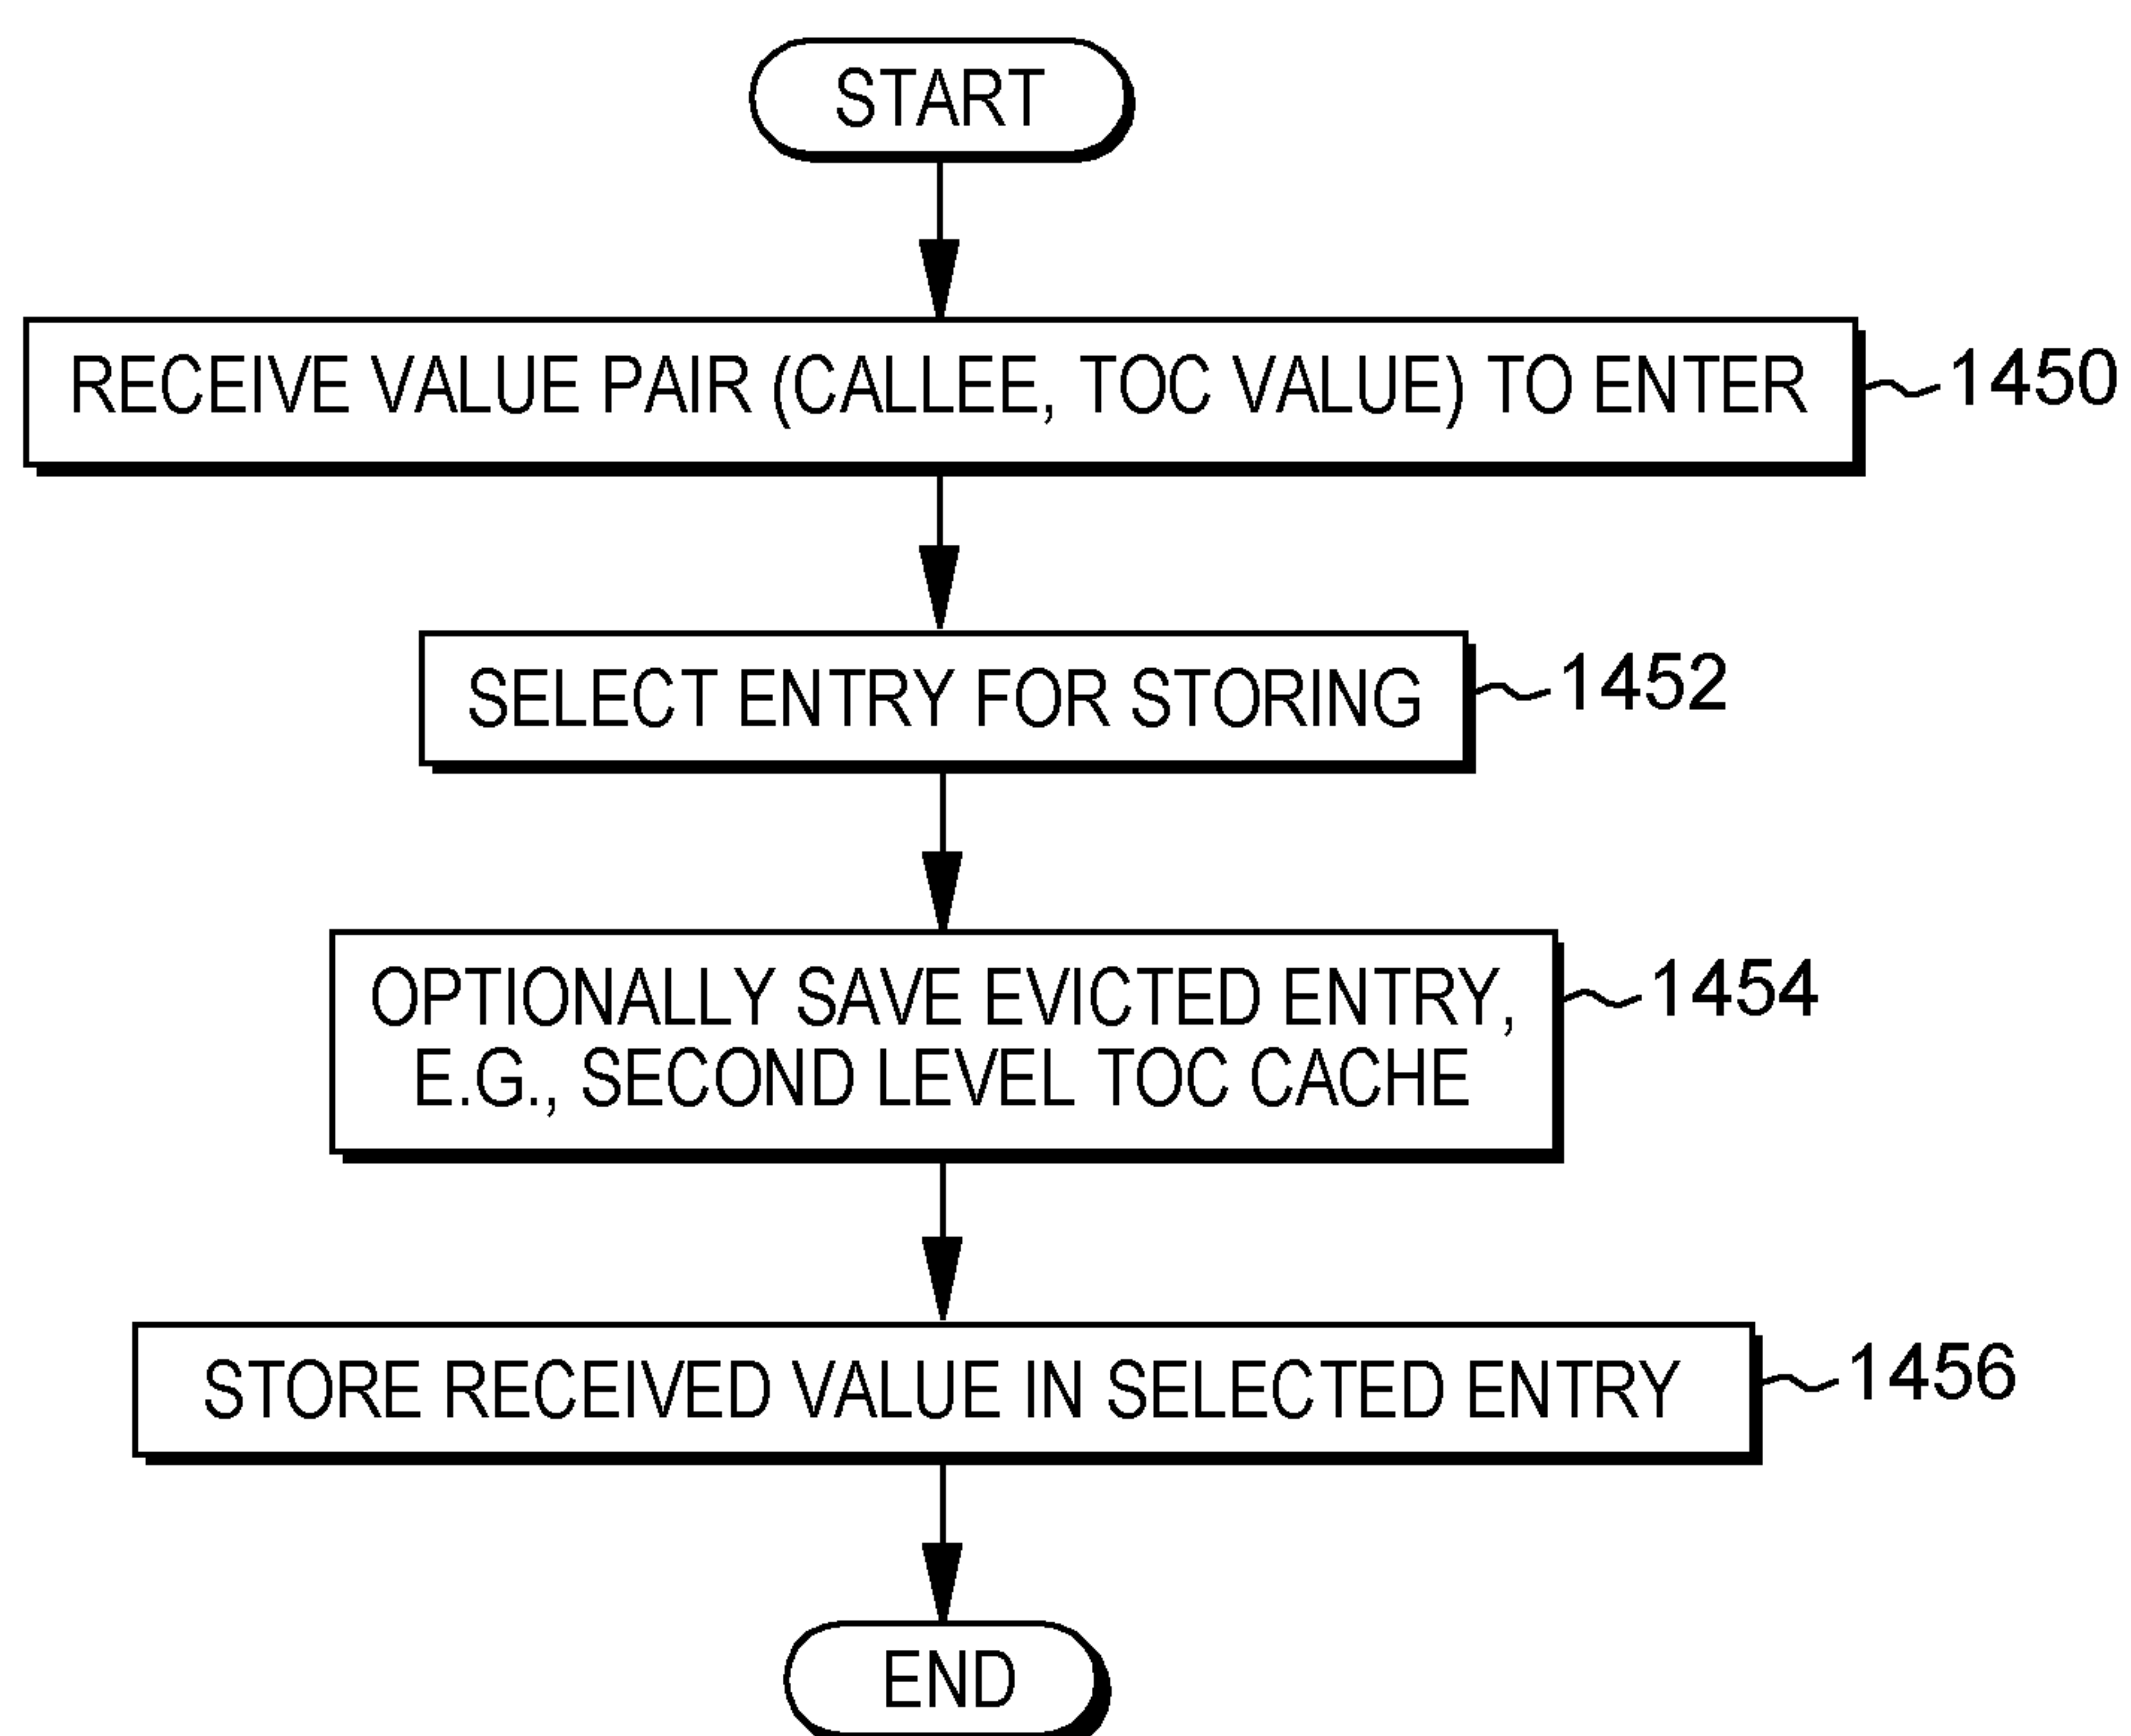 START
RECEIVE VALUE PAIR (CALLEE, TOC VALUE) TO ENTER
1450
SELECT ENTRY FOR STORING
1452
OPTIONALLY SAVE EVICTED ENTRY,
E.G., SECOND LEVEL TOC CACHE
1454
STORE RECEIVED VALUE IN SELECTED ENTRY
1456
END